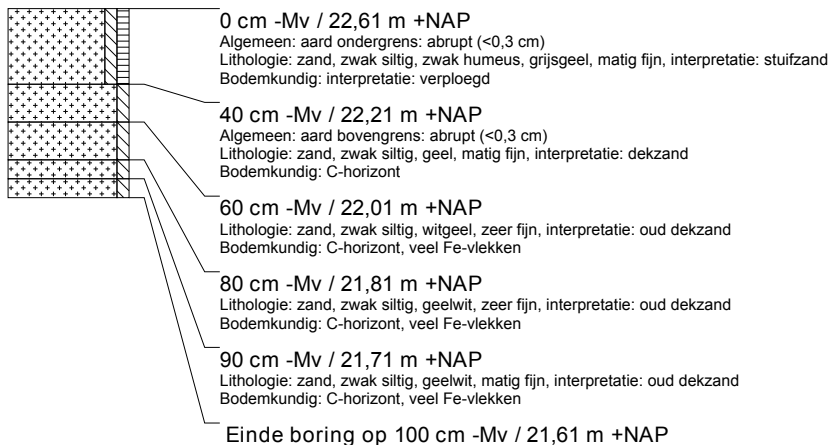 0 cm -Mv / 22,61 m +NAP
Algemeen: aard ondergrens: abrupt (<0,3 cm)
Lithologie: zand, zwak siltig, zwak humeus, grijsgeel, matig fijn, interpretatie: stuifzand
Bodemkundig: interpretatie: verploegd
40 cm -Mv / 22,21 m +NAP
Algemeen: aard bovengrens: abrupt (<0,3 cm)
Lithologie: zand, zwak siltig, geel, matig fijn, interpretatie: dekzand
Bodemkundig: C-horizont
60 cm -Mv / 22,01 m +NAP
Lithologie: zand, zwak siltig, witgeel, zeer fijn, interpretatie: oud dekzand
Bodemkundig: C-horizont, veel Fe-vlekken
80 cm -Mv / 21,81 m +NAP
Lithologie: zand, zwak siltig, geelwit, zeer fijn, interpretatie: oud dekzand
Bodemkundig: C-horizont, veel Fe-vlekken
90 cm -Mv / 21,71 m +NAP
Lithologie: zand, zwak siltig, geelwit, matig fijn, interpretatie: oud dekzand
Bodemkundig: C-horizont, veel Fe-vlekken
Einde boring op 100 cm -Mv / 21,61 m +NAP